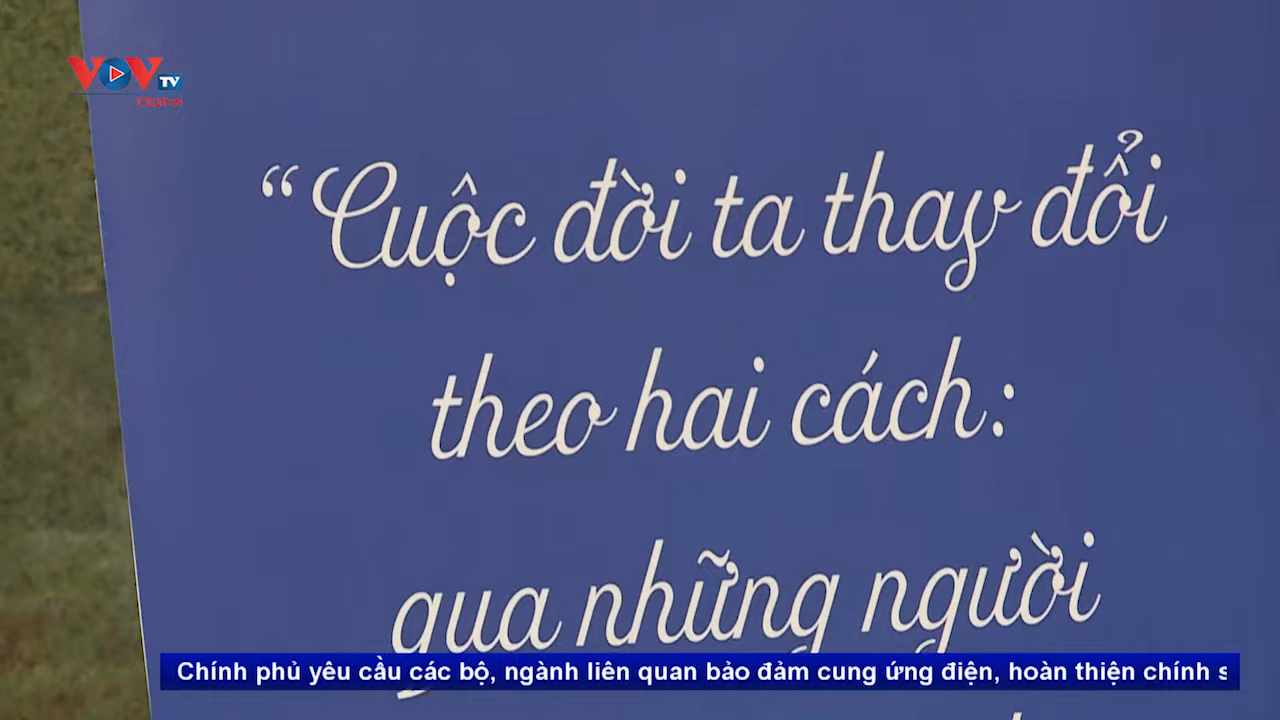 VOV TV
Digital
“Cuộc đời ta thay đổi
theo hai cách:
qua những người
Chính phủ yêu cầu các bộ, ngành liên quan bảo đảm cung ứng điện, hoàn thiện chính s